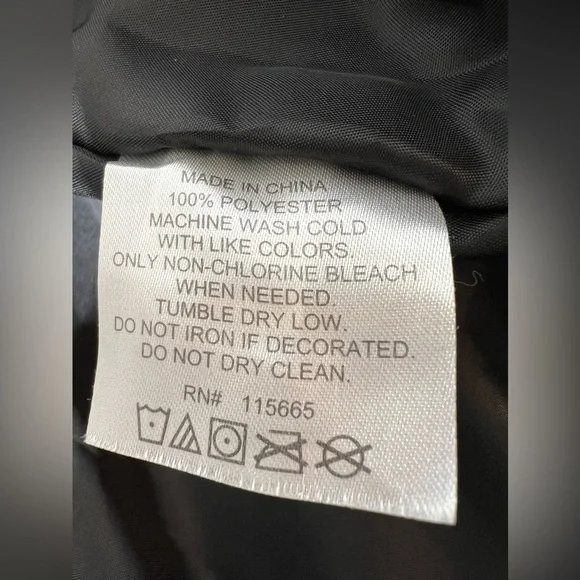 MADE IN CHINA
100% POLYESTER
MACHINE WASH COLD
WITH LIKE COLORS.
ONLY NON-CHLORINE BLEACH
WHEN NEEDED.
TUMBLE DRY LOW.
DO NOT IRON IF DECORATED.
DO NOT DRY CLEAN.
RN# 115665